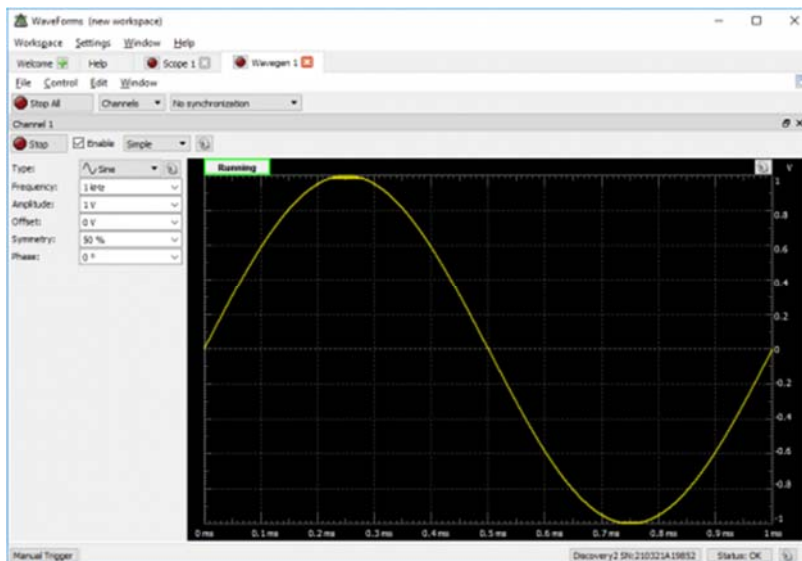 WaveForms (new workspace)
Workspace Settings Window Help
Welcome Help Scope 1 Wavegen 1
File Control Edit Window
Stop All Channels No synchronization
Channel 1
Stop Enable Simple
Type: Sine
Frequency: 1 kHz
Amplitude: 1 V
Offset: 0 V
Symmetry: 50 %
Phase: 0 º
Running
V
1
0.8
0.6
0.4
0.2
0
-0.2
-0.4
-0.6
-0.8
-1
0 ms 0.1 ms 0.2 ms 0.3 ms 0.4 ms 0.5 ms 0.6 ms 0.7 ms 0.8 ms 0.9 ms 1 ms
Manual Trigger Discovery2 SN:210321A19852 Status: OK